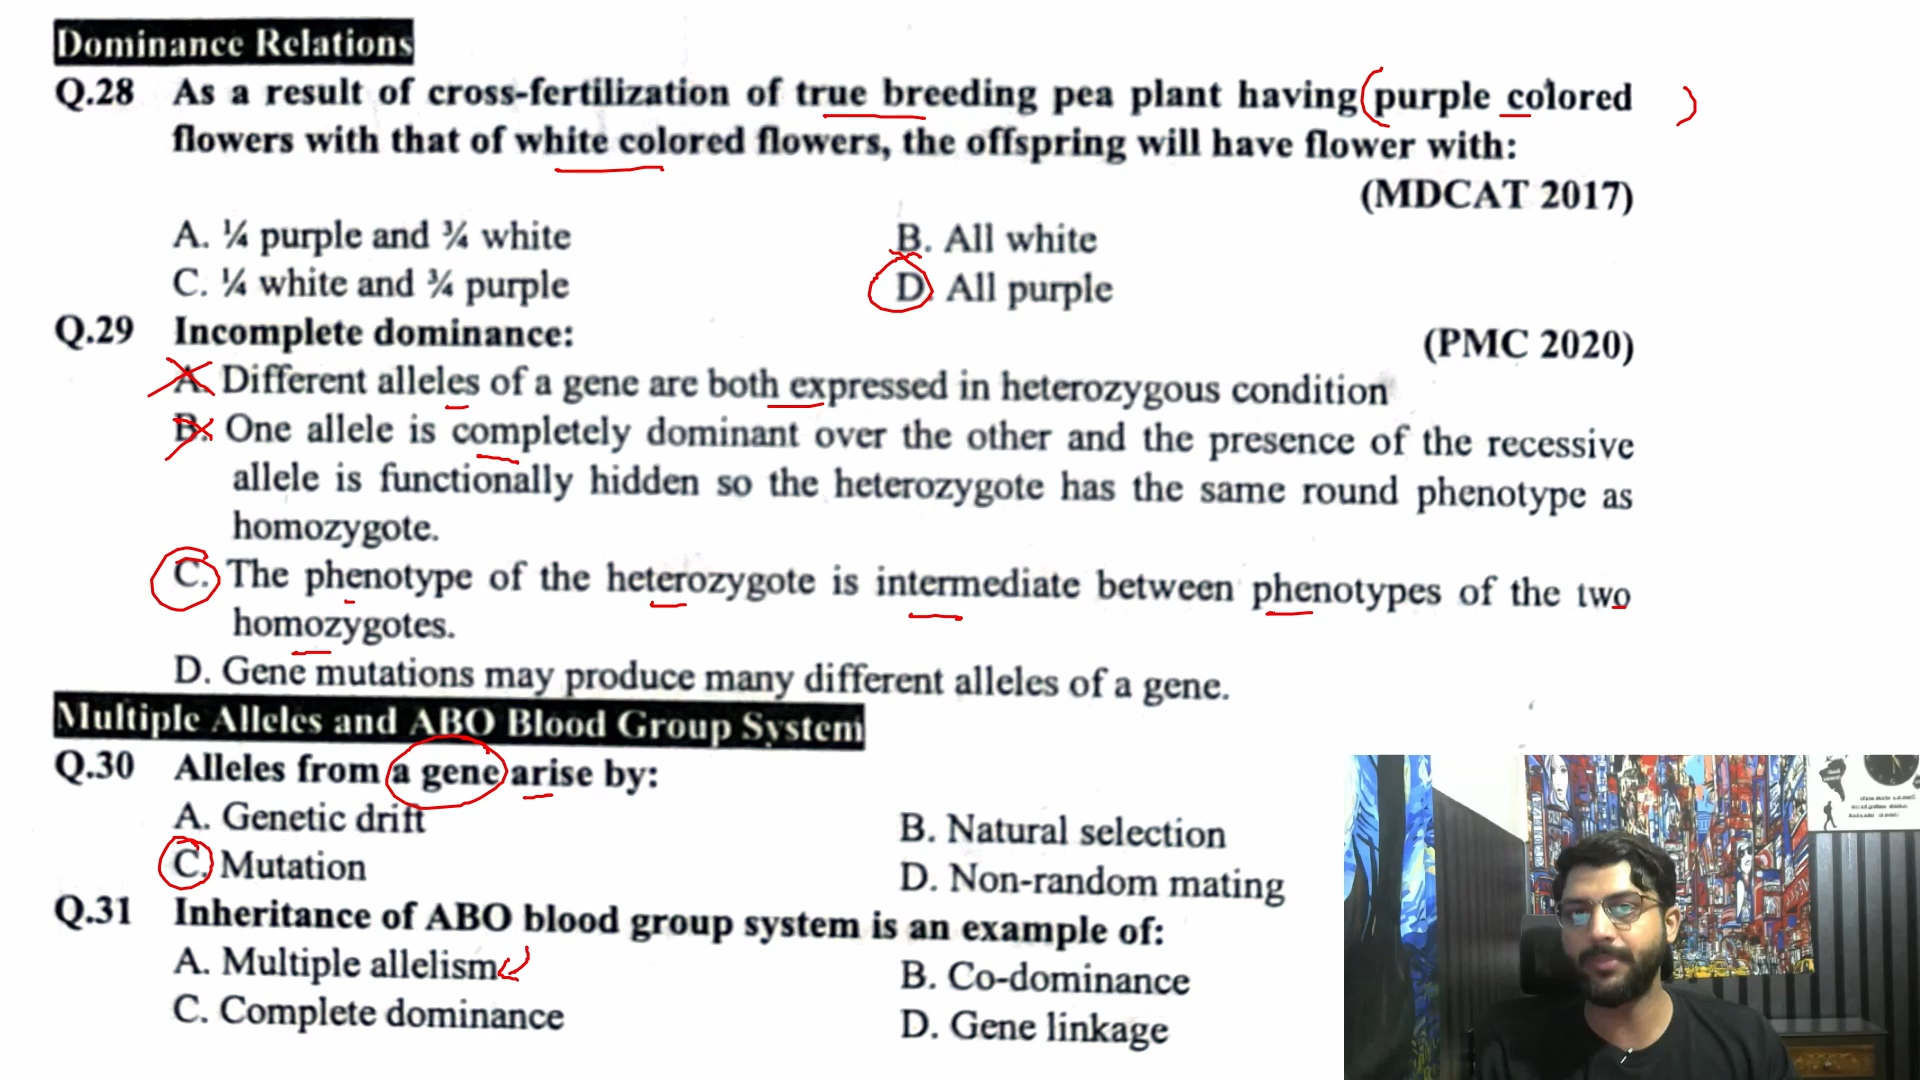 Dominance Relations
Q.28 As a result of cross-fertilization of true breeding pea plant having purple colored
flowers with that of white colored flowers, the offspring will have flower with:
(MDCAT 2017)
A. ¼ purple and ¾ white B. All white
C. ¼ white and ¾ purple D. All purple
Q.29 Incomplete dominance: (PMC 2020)
A. Different alleles of a gene are both expressed in heterozygous condition
B. One allele is completely dominant over the other and the presence of the recessive
allele is functionally hidden so the heterozygote has the same round phenotype as
homozygote.
C. The phenotype of the heterozygote is intermediate between phenotypes of the two
homozygotes.
D. Gene mutations may produce many different alleles of a gene.
Multiple Alleles and ABO Blood Group System
Q.30 Alleles from a gene arise by:
A. Genetic drift B. Natural selection
C. Mutation D. Non-random mating
Q.31 Inheritance of ABO blood group system is an example of:
A. Multiple allelism B. Co-dominance
C. Complete dominance D. Gene linkage